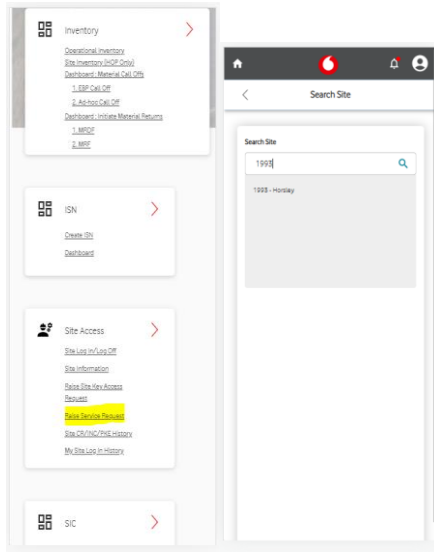 Inventory
Operational Inventory
Site Inventory (HOP Only)
Dashboard : Material Call Offs
1. ESP Call Off
2. Ad-hoc Call Off
Dashboard : Initiate Material Returns
1. MRDF
2. MRF
ISN
Create ISN
Dashboard
Site Access
Site Log In/Log Off
Site Information
Raise Site Key Access
Request
Raise Service Request
Site CR/INC/PKE History
My Site Log In History
SIC
Search Site
Search Site
1993
1993 - Horsley